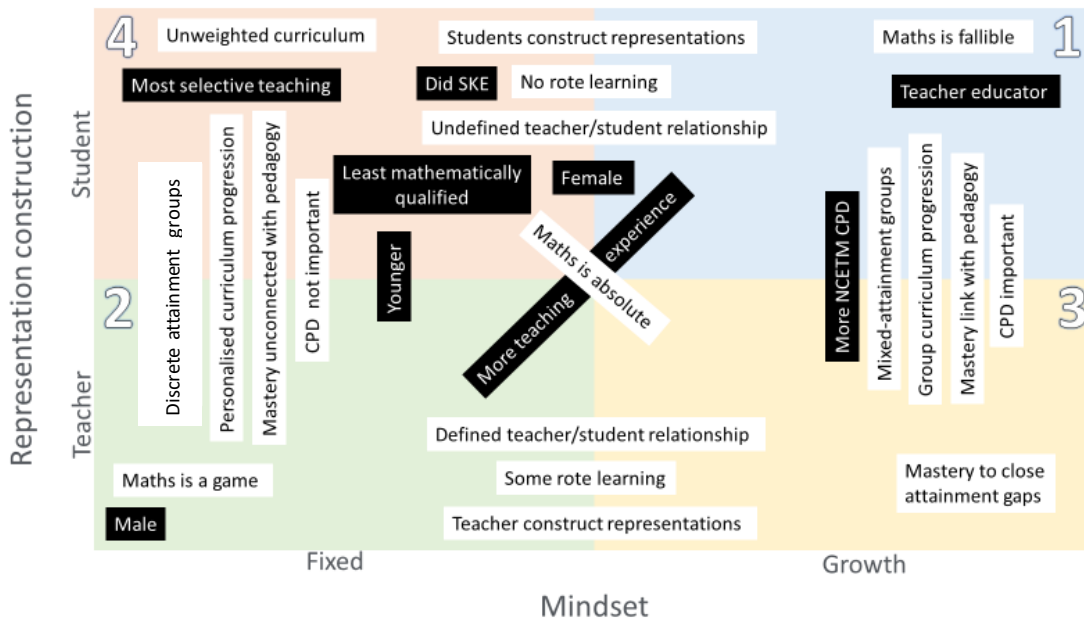 4
Unweighted curriculum
Students construct representations
Maths is fallible
1
Most selective teaching
Did SKE
No rote learning
Teacher educator
Undefined teacher/student relationship
Representation construction
Student
Teacher
Discrete attainment groups
Personalised curriculum progression
Mastery unconnected with pedagogy
CPD not important
Least mathematically
qualified
Female
Younger
More teaching experience
Maths is absolute
More NCETM CPD
Mixed-attainment groups
Group curriculum progression
Mastery link with pedagogy
CPD important
2
3
Defined teacher/student relationship
Maths is a game
Some rote learning
Mastery to close
attainment gaps
Male
Teacher construct representations
Fixed
Growth
Mindset